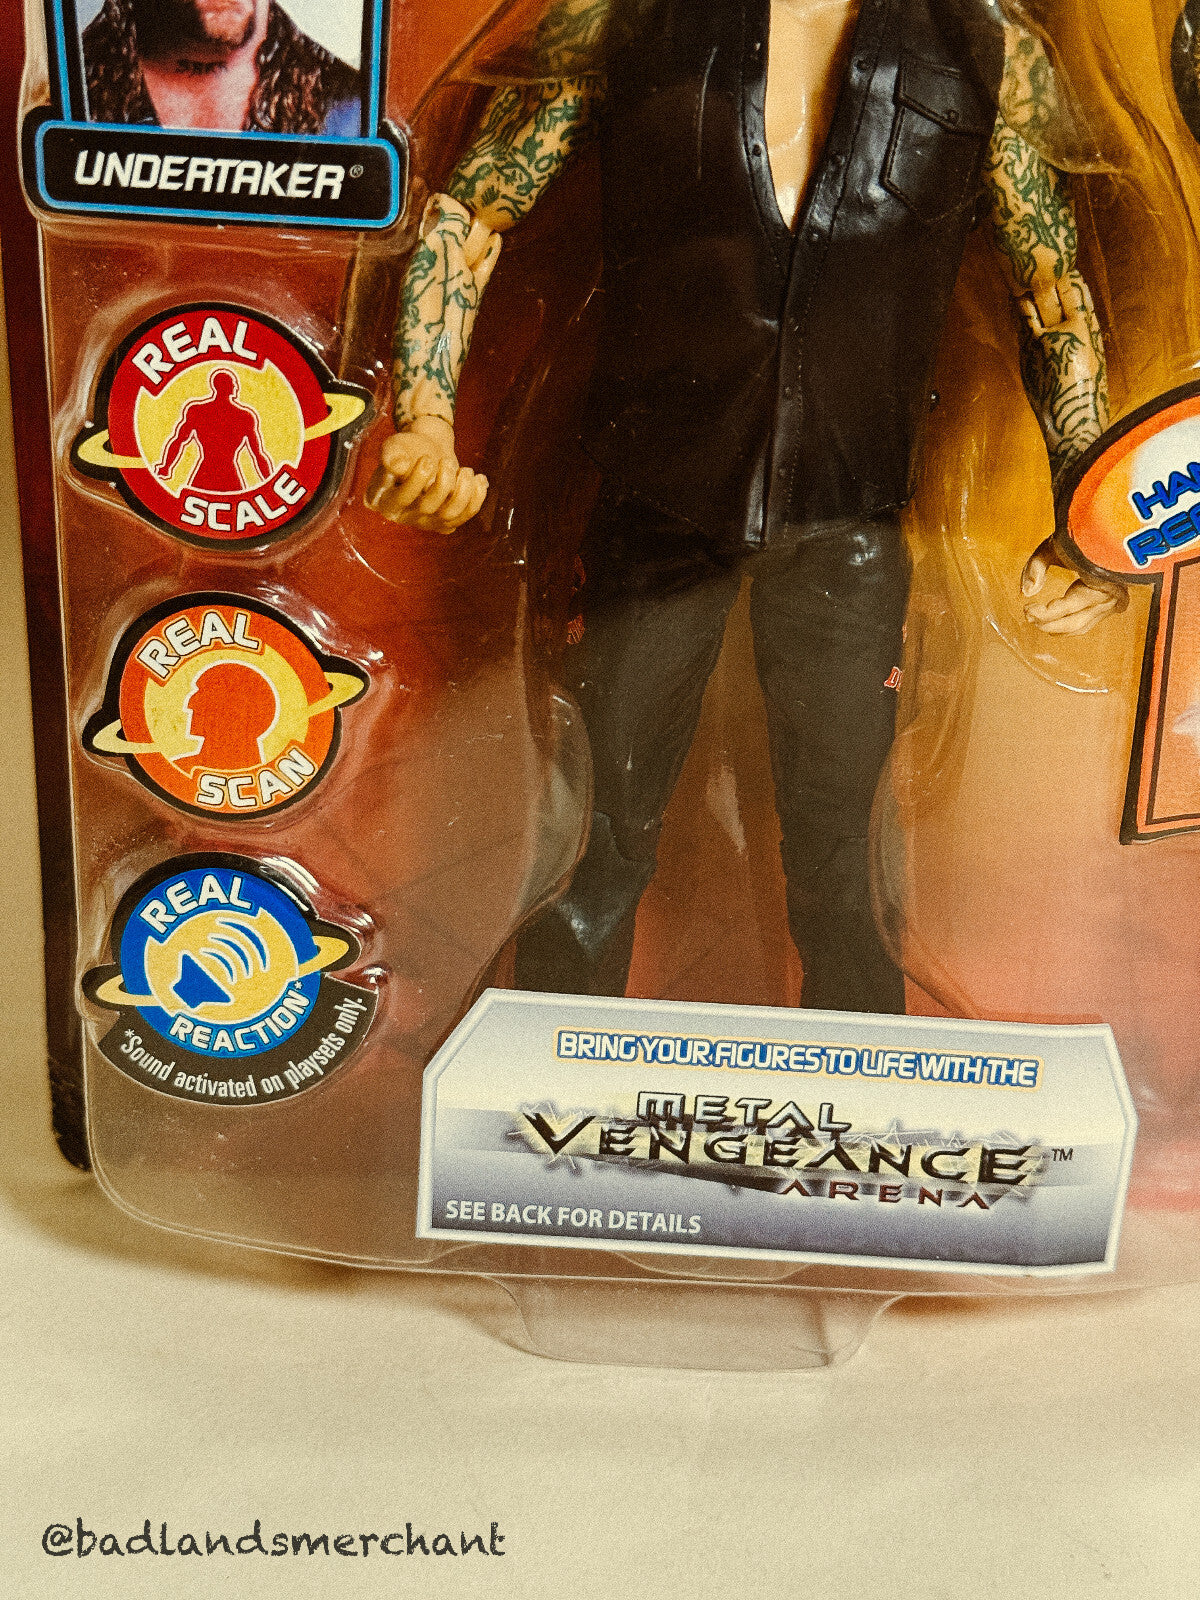 UNDERTAKER®
REAL
SCALE
REAL
SCAN
REAL
REACTION*
*Sound activated on playsets only.
BRING YOUR FIGURES TO LIFE WITH THE
METAL
VENGEANCE™
ARENA
SEE BACK FOR DETAILS
@badlandsmerchant